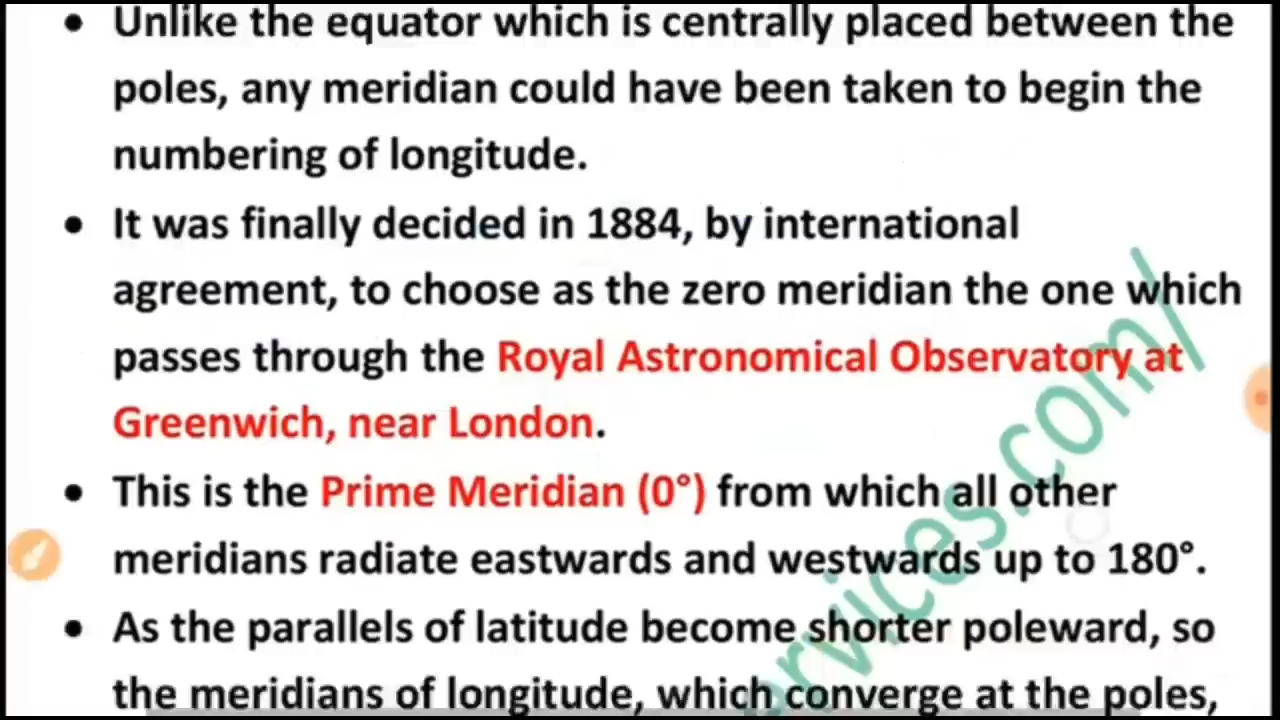 • Unlike the equator which is centrally placed between the
poles, any meridian could have been taken to begin the
numbering of longitude.
• It was finally decided in 1884, by international
agreement, to choose as the zero meridian the one which
passes through the Royal Astronomical Observatory at
Greenwich, near London.
• This is the Prime Meridian (0°) from which all other
meridians radiate eastwards and westwards up to 180°.
• As the parallels of latitude become shorter poleward, so
the meridians of longitude, which converge at the poles,
ervices.com/